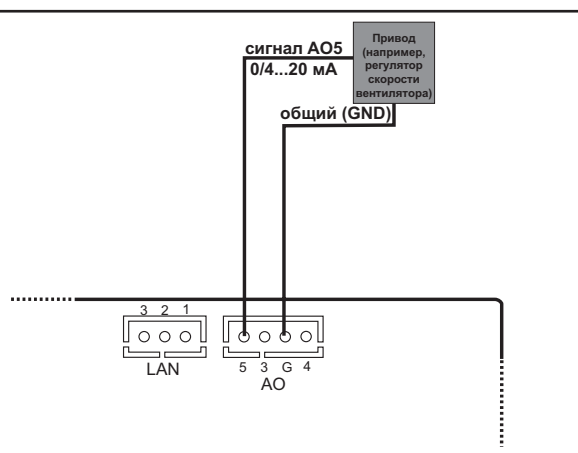 Привод
(например,
регулятор
скорости
вентилятора)
сигнал AO5
0/4...20 мА
общий (GND)
3 2 1
LAN
5 3 G 4
AO